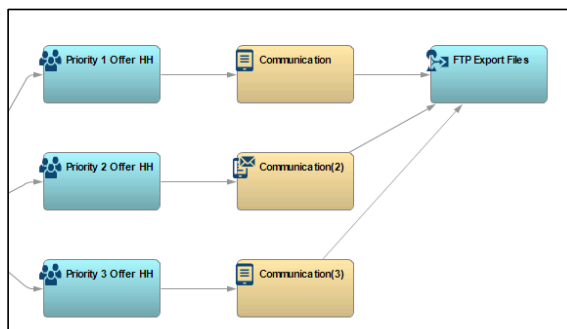 Priority 1 Offer HH
Communication
FTP Export Files
Priority 2 Offer HH
Communication(2)
Priority 3 Offer HH
Communication(3)